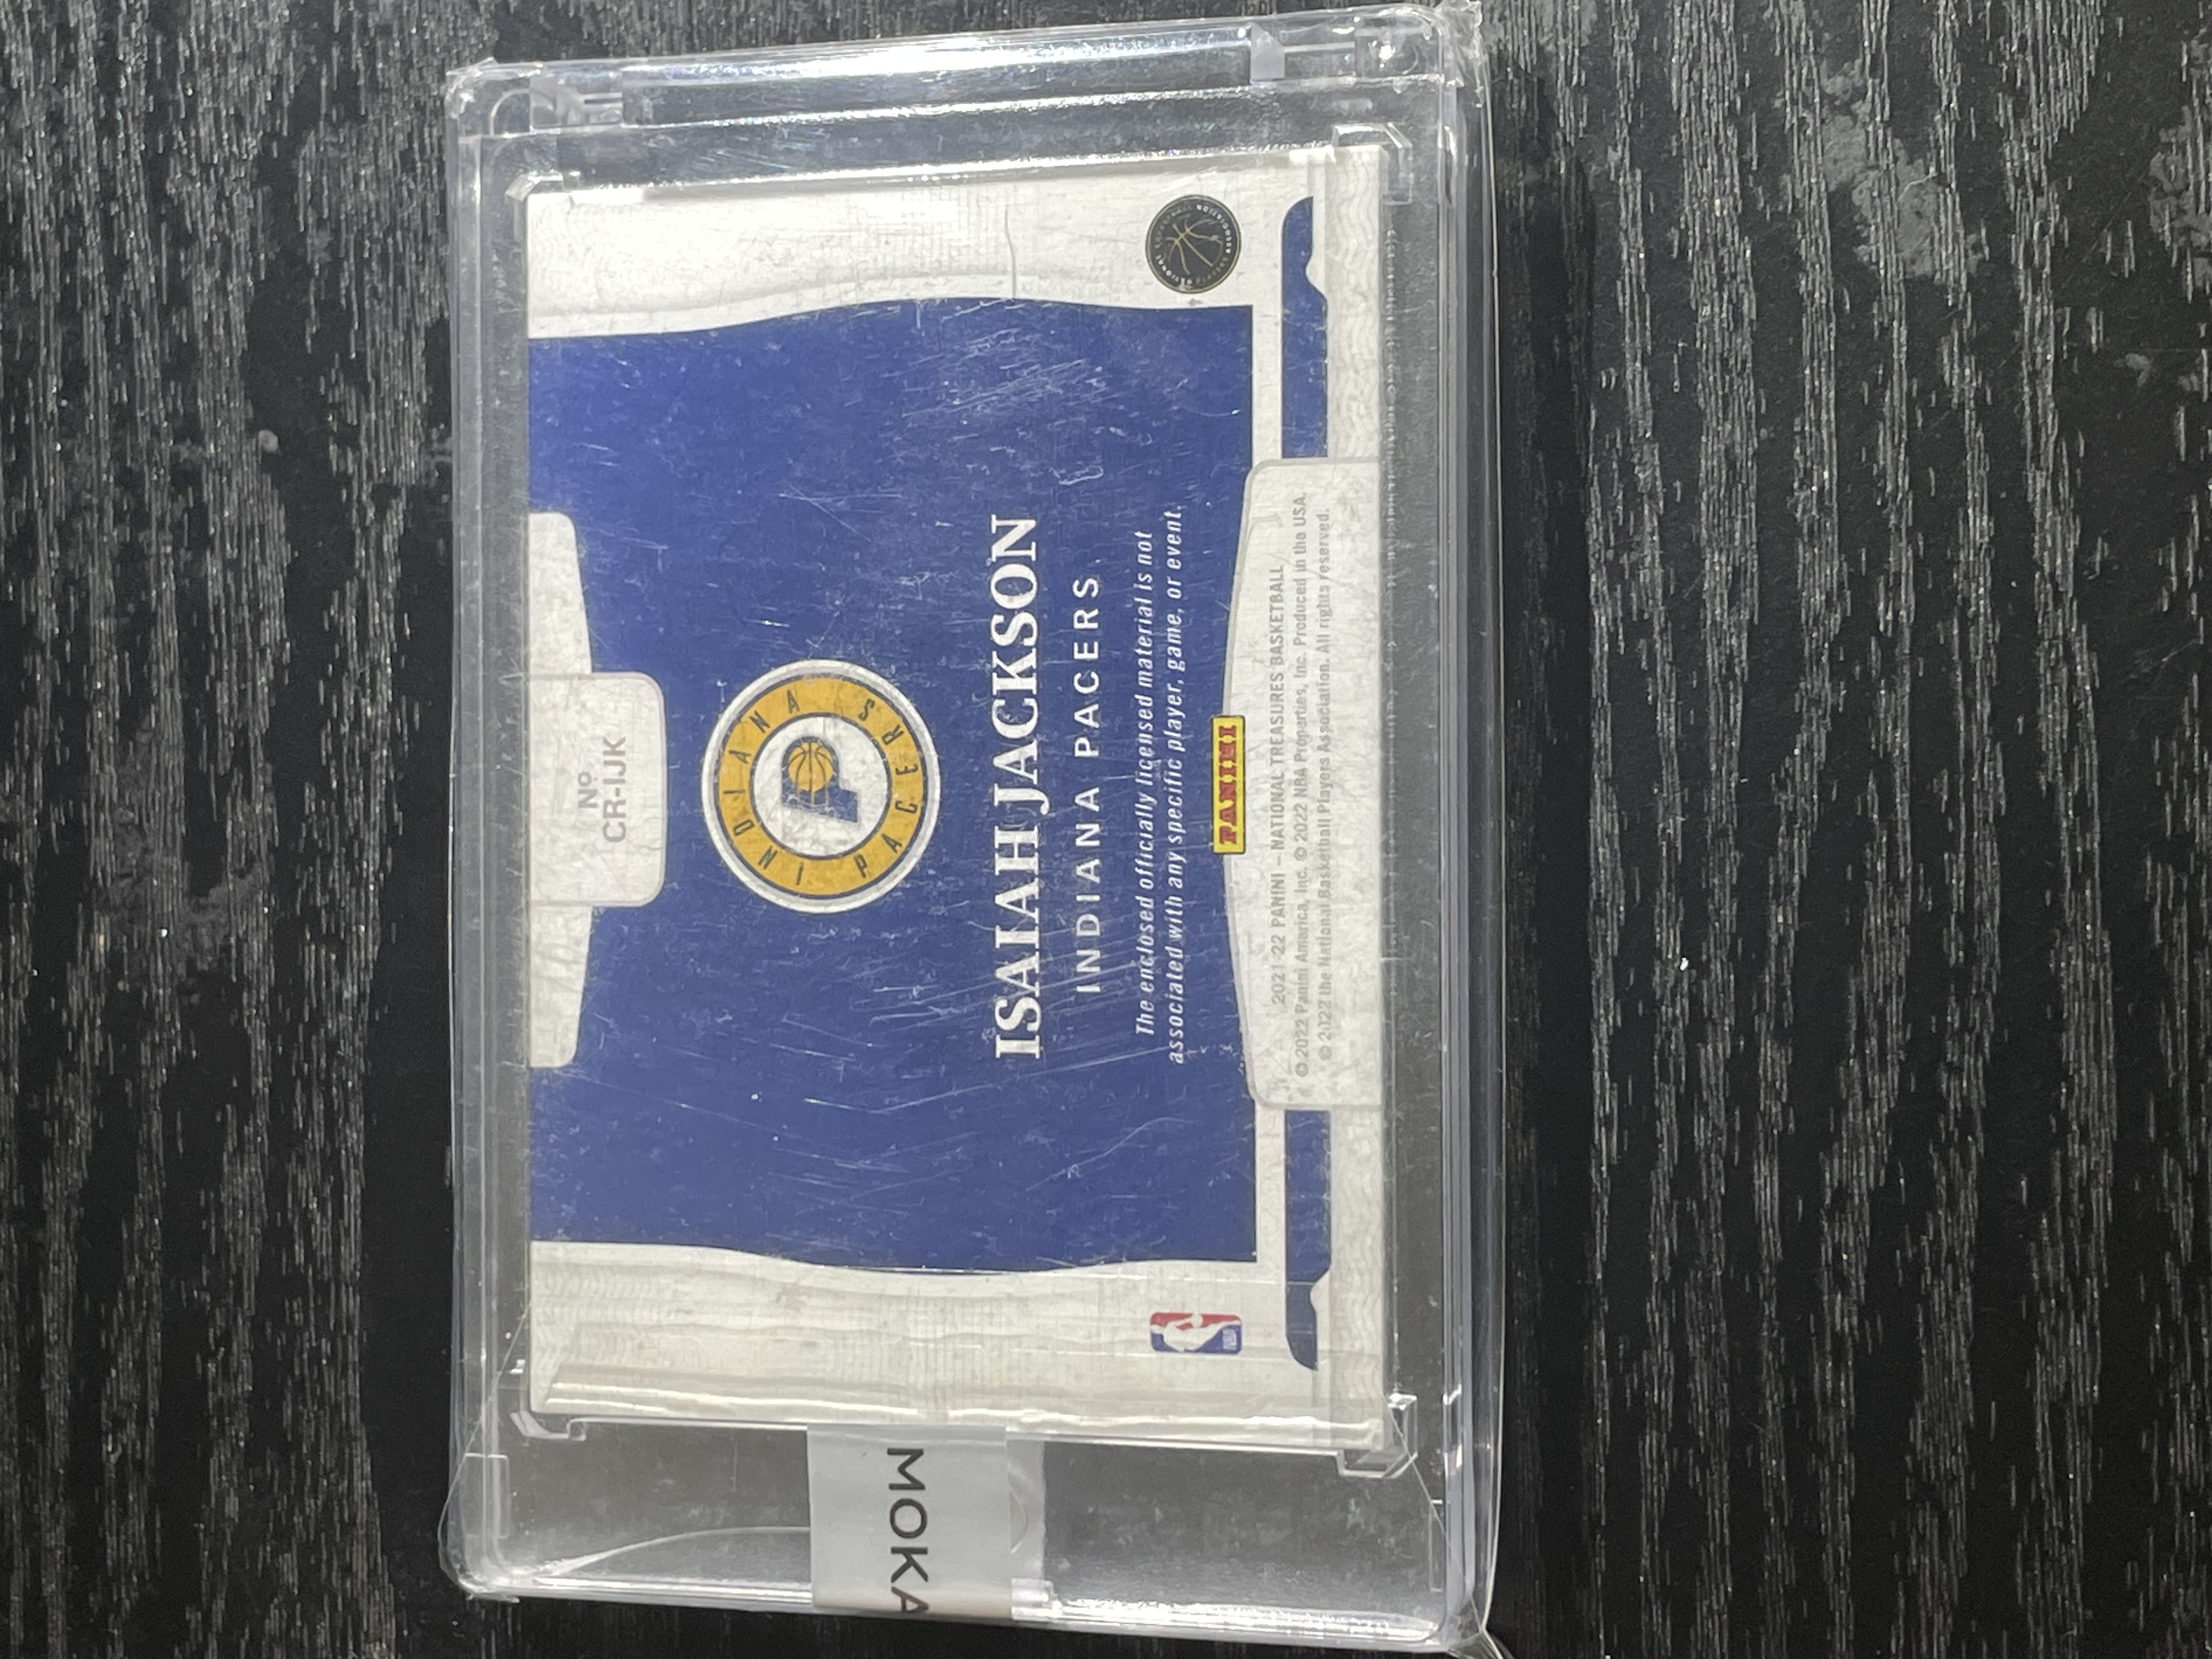 Nº
CR-IJK
INDIANA PACERS
ISAIAH JACKSON
INDIANA PACERS
The enclosed officially licensed material is not
associated with any specific player, game, or event.
PANINI
2021-22 PANINI – NATIONAL TREASURES BASKETBALL
©2022 Panini America, Inc. © 2022 NBA Properties, Inc. Produced in the USA.
© 2022 the National Basketball Players Association. All rights reserved.
MOKA